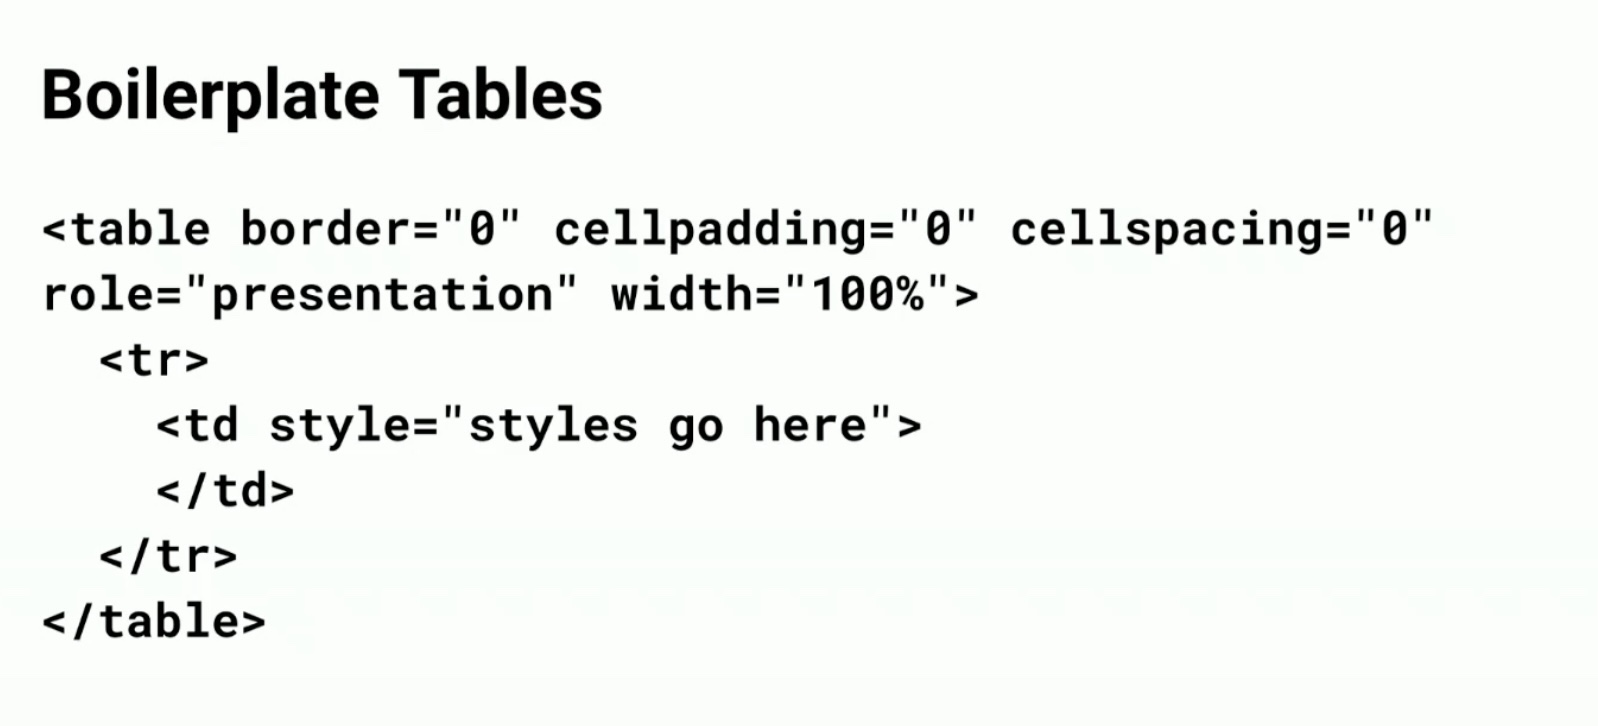 Boilerplate Tables
<table border="0" cellpadding="0" cellspacing="0"
role="presentation" width="100%">
  <tr>
    <td style="styles go here">
    </td>
  </tr>
</table>